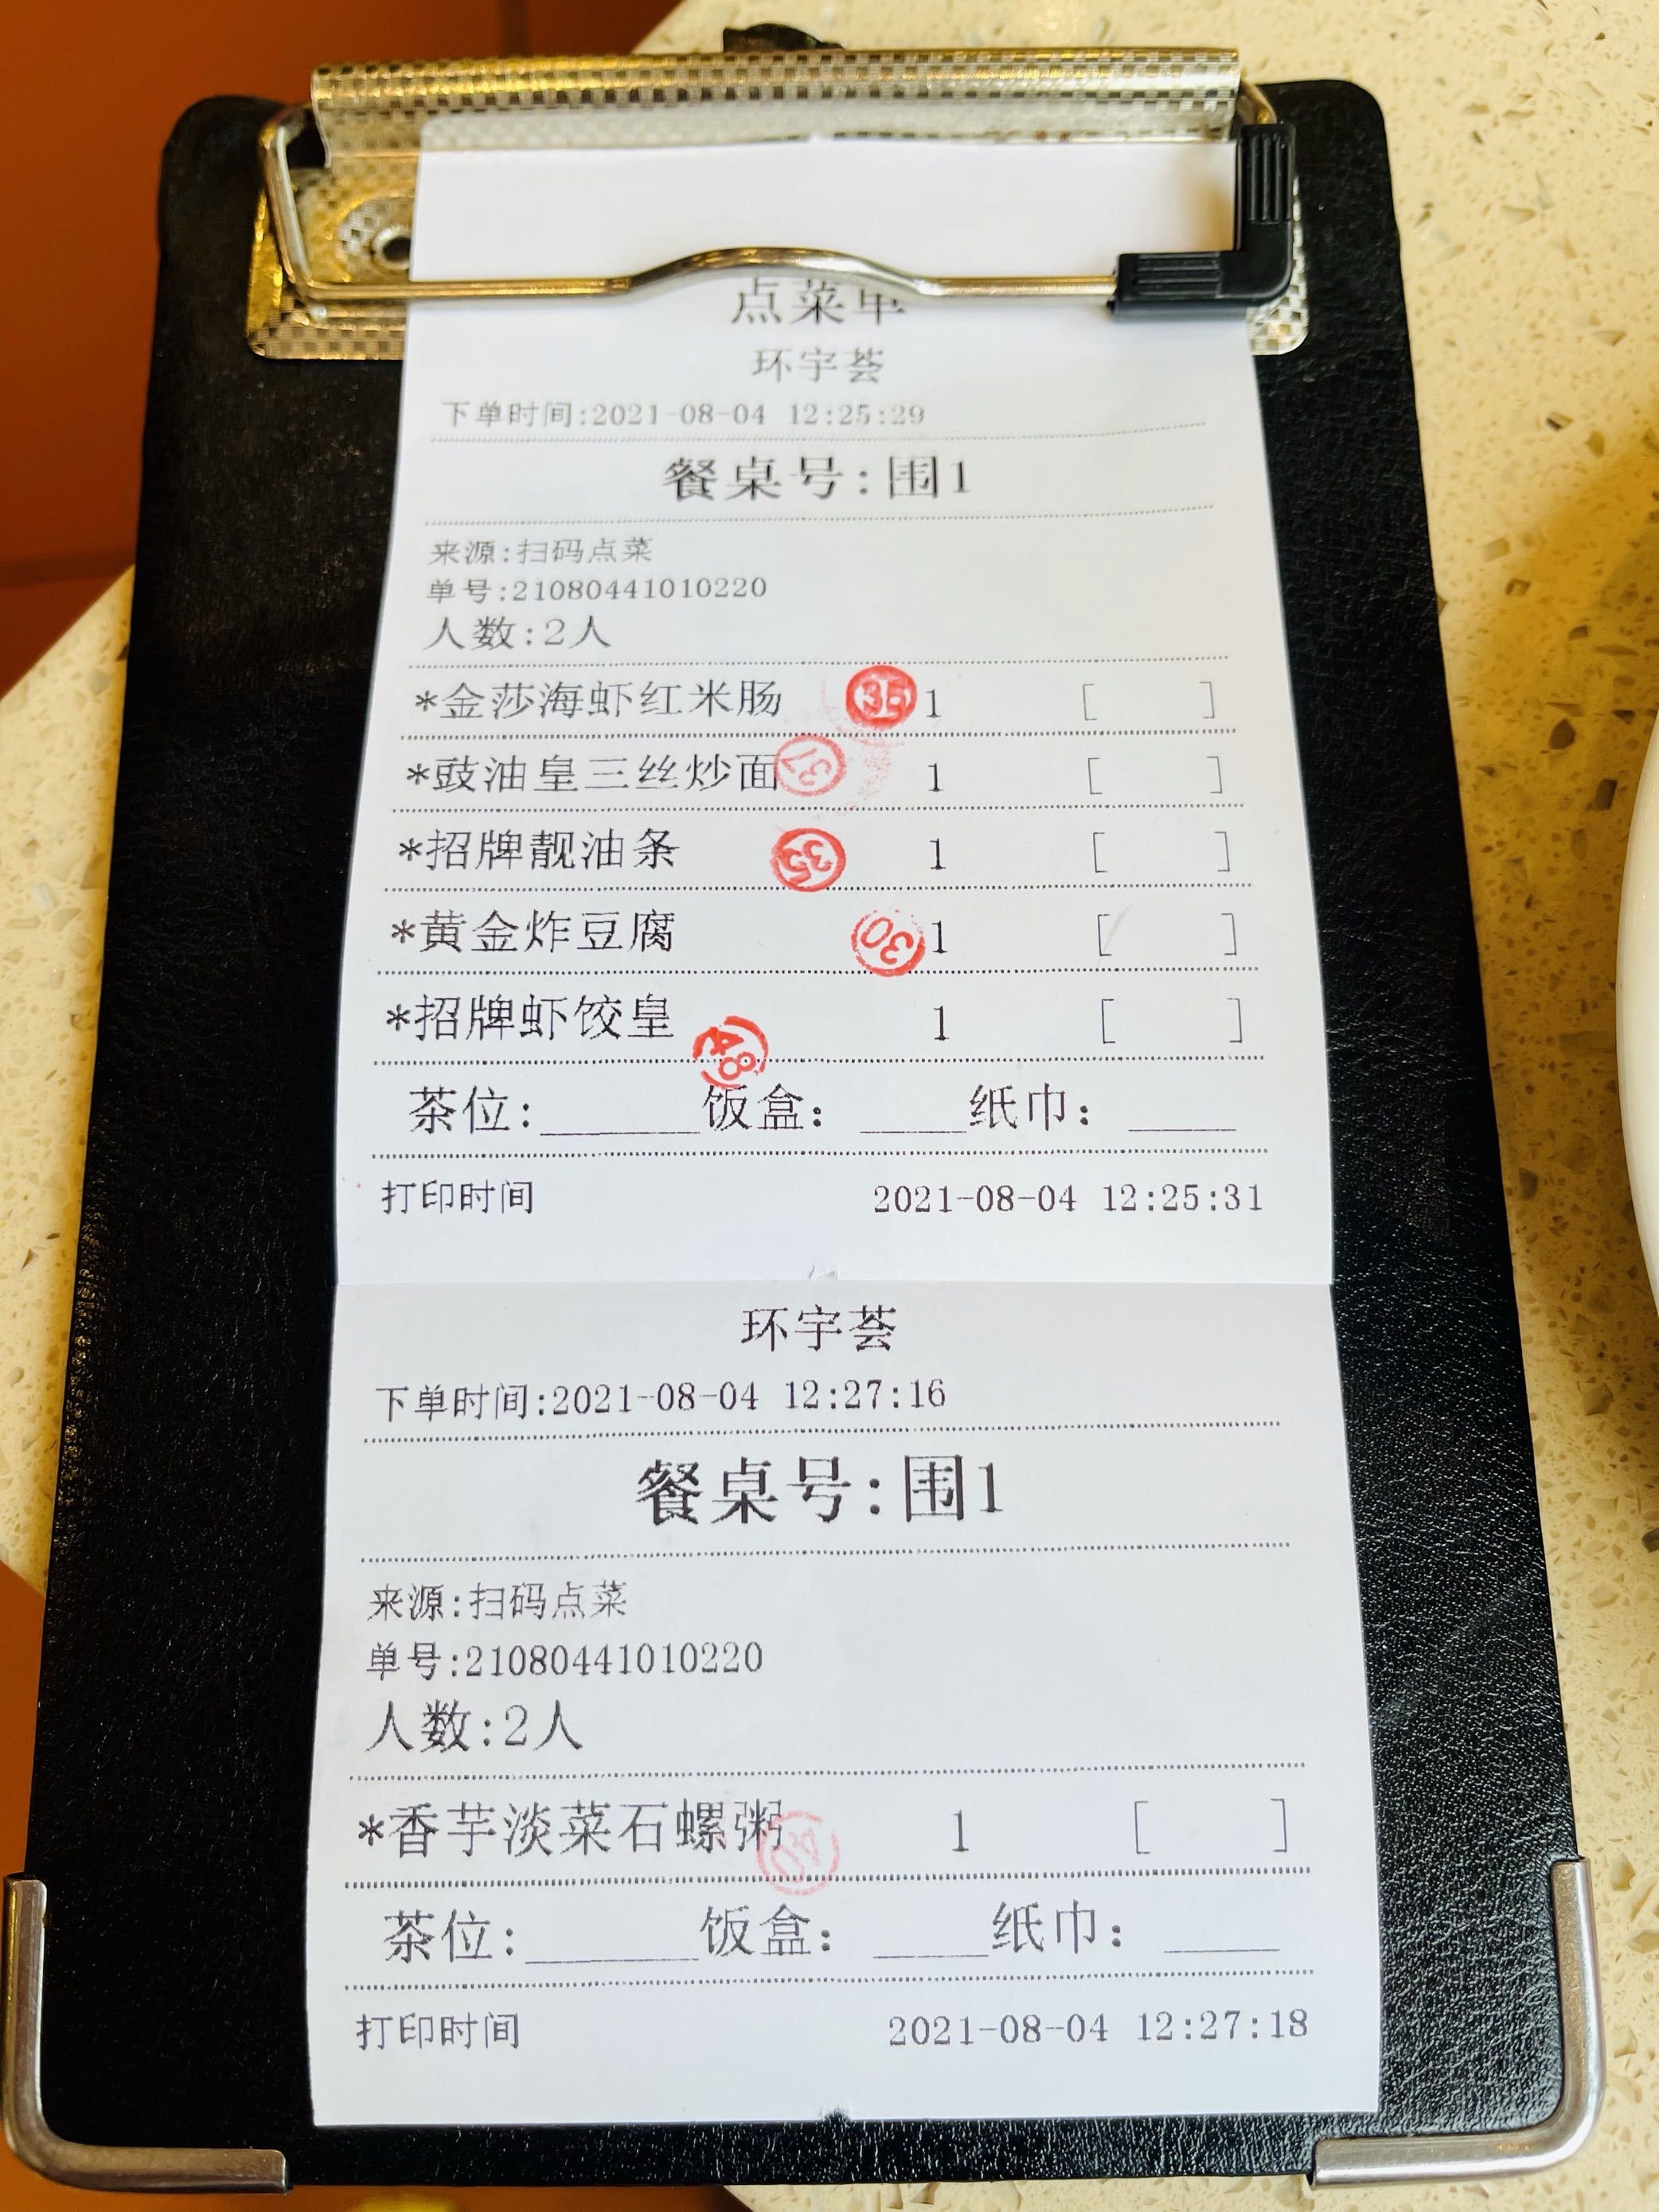 点菜单
环宇荟
下单时间:2021-08-04 12:25:29
餐桌号:围1
来源:扫码点菜
单号:21080441010220
人数:2人
*金莎海虾红米肠 35 1 [ ]
*豉油皇三丝炒面 37 1 [ ]
*招牌靓油条 35 1 [ ]
*黄金炸豆腐 30 1 [ ]
*招牌虾饺皇 48 1 [ ]
茶位:______饭盒:____纸巾:____
打印时间 2021-08-04 12:25:31
环宇荟
下单时间:2021-08-04 12:27:16
餐桌号:围1
来源:扫码点菜
单号:21080441010220
人数:2人
*香芋淡菜石螺粥 1 [ ]
茶位:______饭盒:____纸巾:____
打印时间 2021-08-04 12:27:18